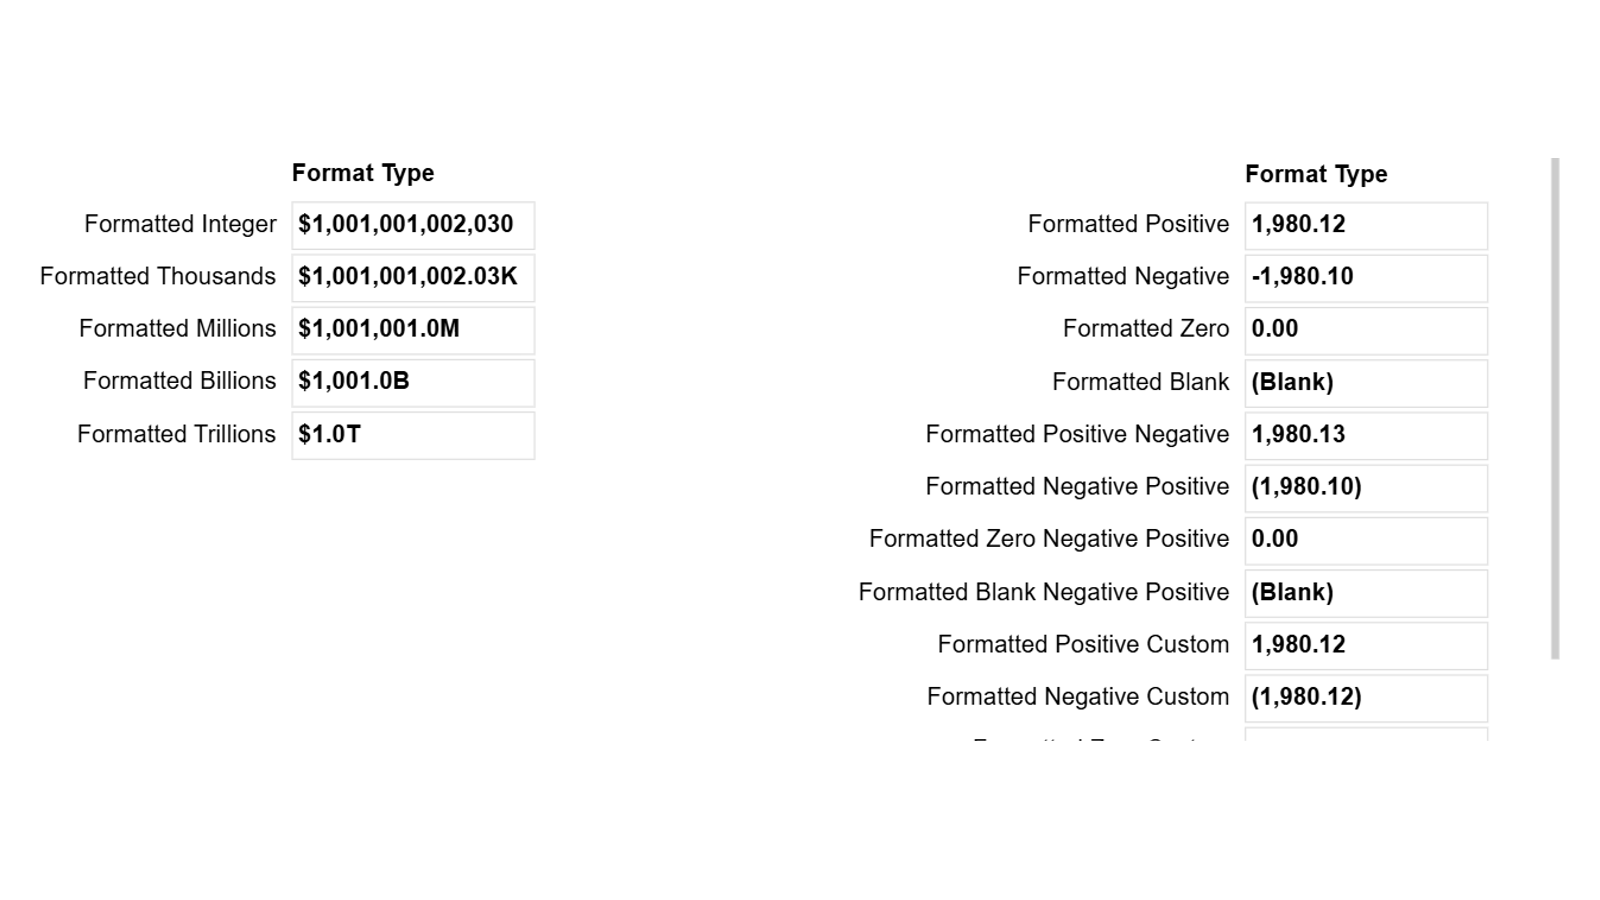 Format Type
Formatted Integer $1,001,001,002,030
Formatted Thousands $1,001,001,002.03K
Formatted Millions $1,001,001.0M
Formatted Billions $1,001.0B
Formatted Trillions $1.0T
Format Type
Formatted Positive 1,980.12
Formatted Negative -1,980.10
Formatted Zero 0.00
Formatted Blank (Blank)
Formatted Positive Negative 1,980.13
Formatted Negative Positive (1,980.10)
Formatted Zero Negative Positive 0.00
Formatted Blank Negative Positive (Blank)
Formatted Positive Custom 1,980.12
Formatted Negative Custom (1,980.12)